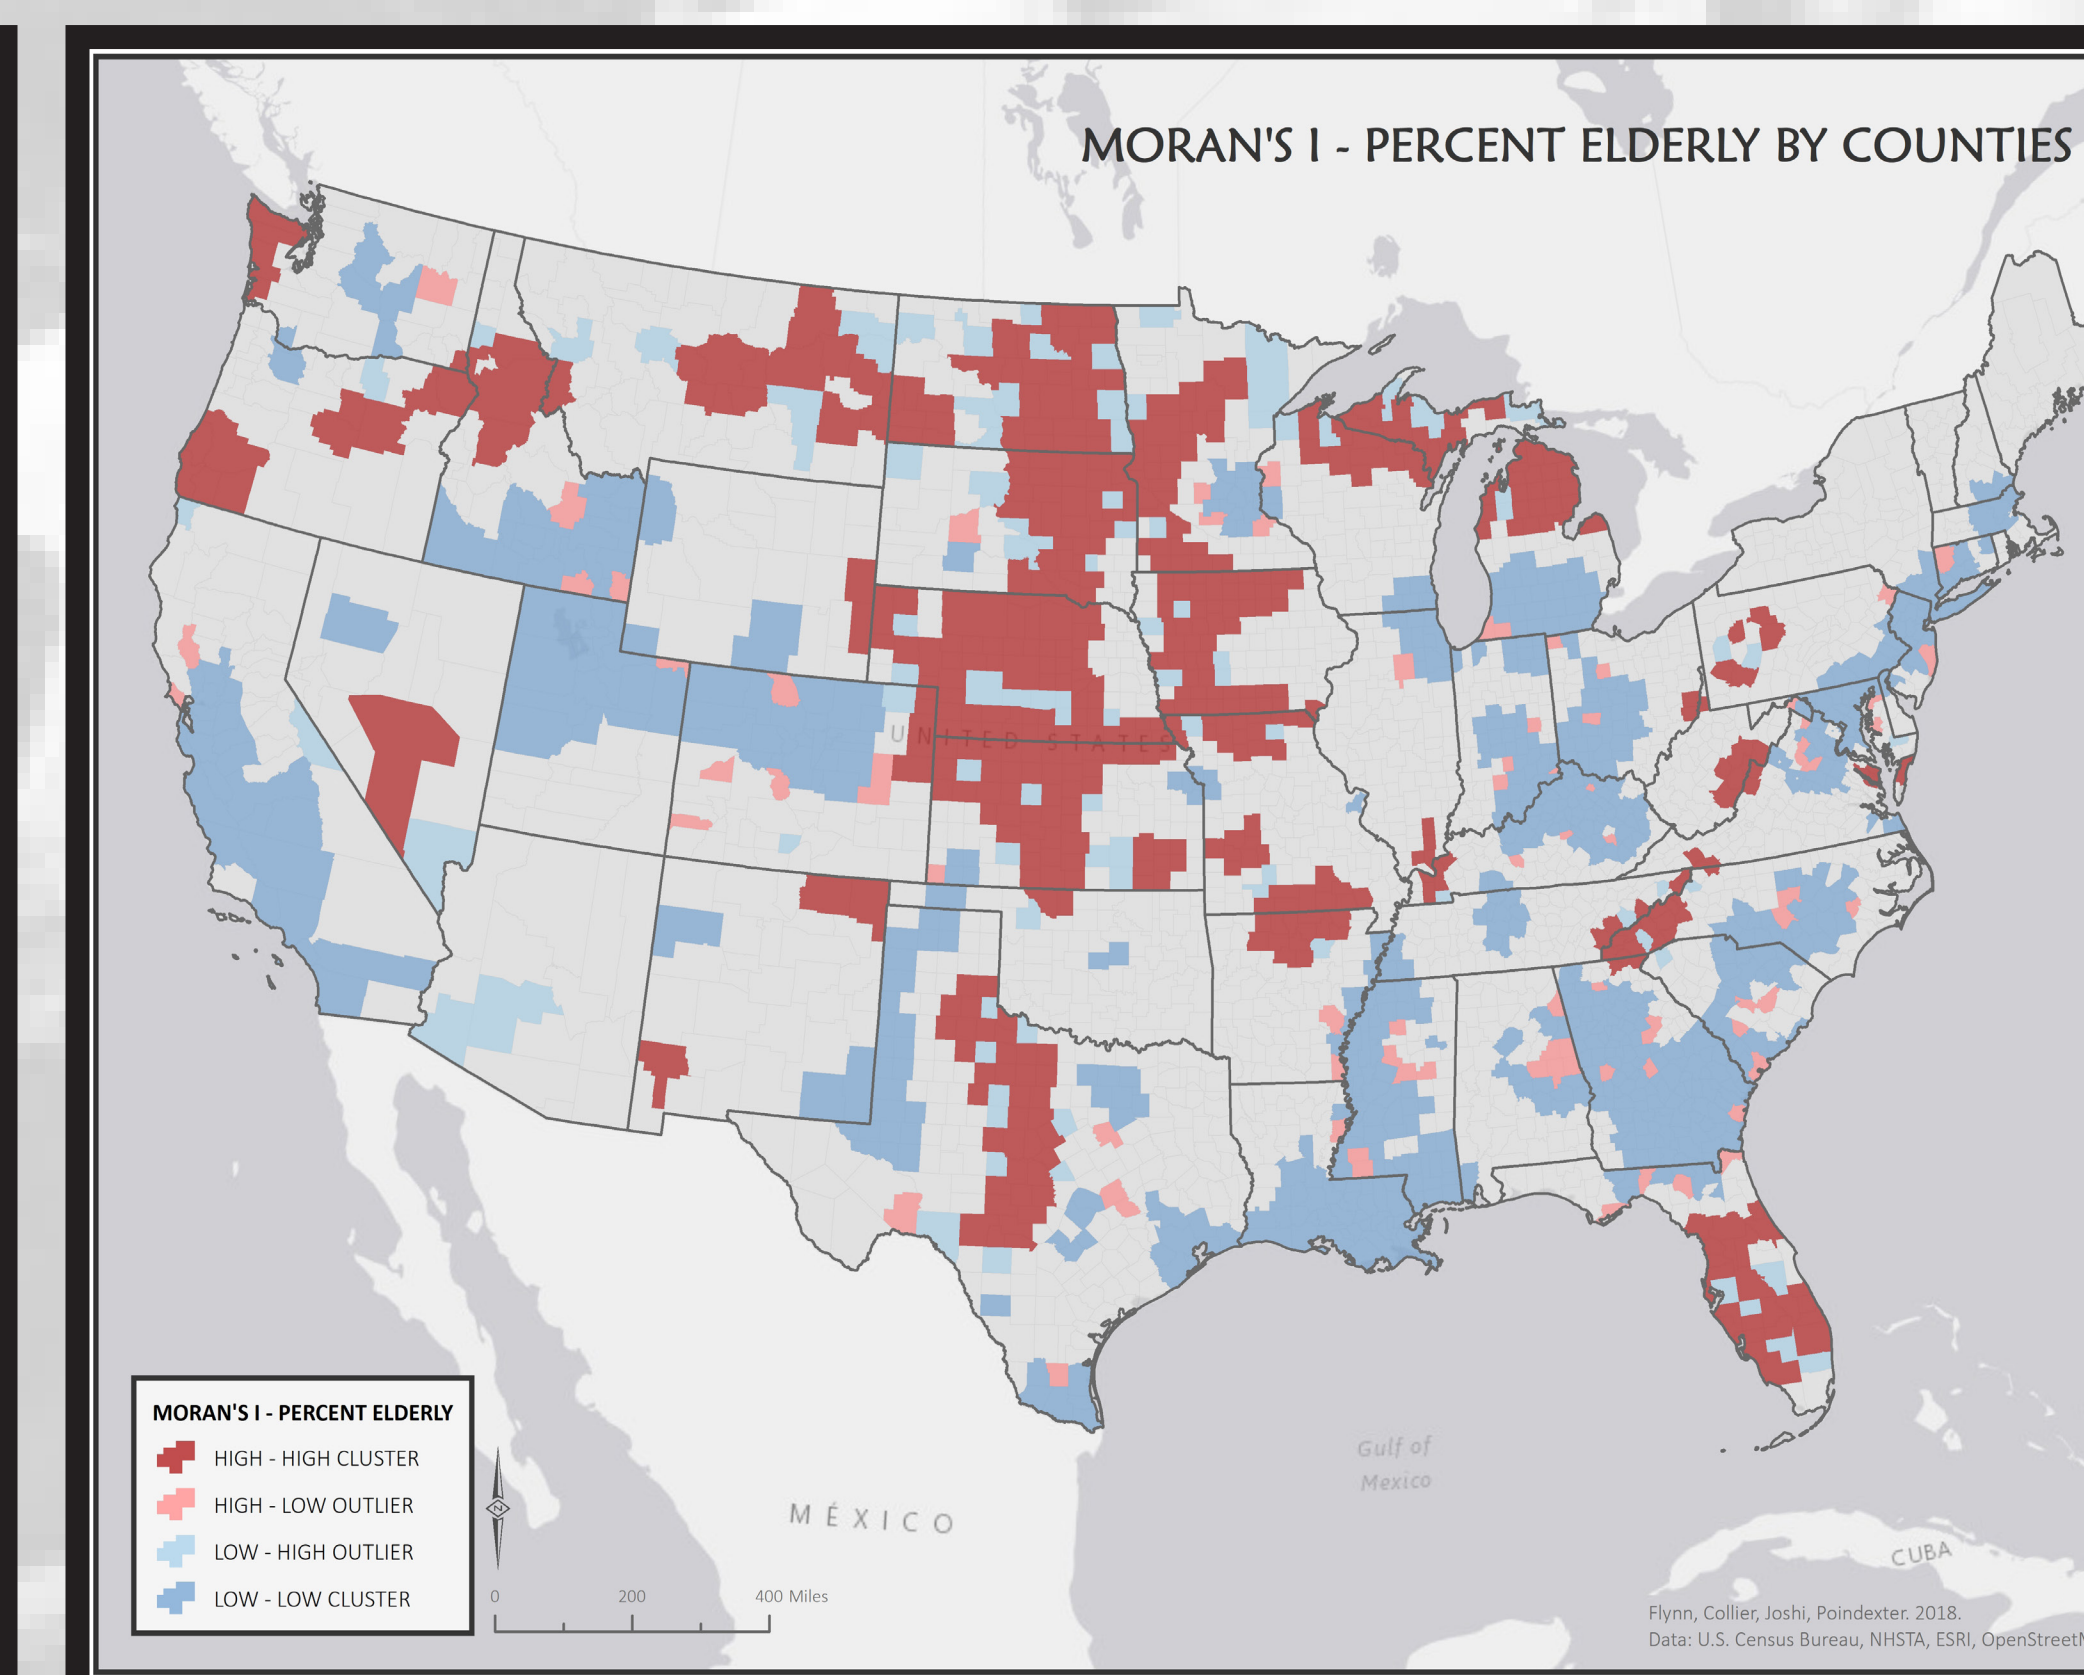 MORAN'S I - PERCENT ELDERLY BY COUNTIES
UNITED STATES
MORAN'S I - PERCENT ELDERLY
HIGH - HIGH CLUSTER
HIGH - LOW OUTLIER
LOW - HIGH OUTLIER
LOW - LOW CLUSTER
N
0 200 400 Miles
MÉXICO
Gulf of
Mexico
CUBA
Flynn, Collier, Joshi, Poindexter. 2018.
Data: U.S. Census Bureau, NHSTA, ESRI,